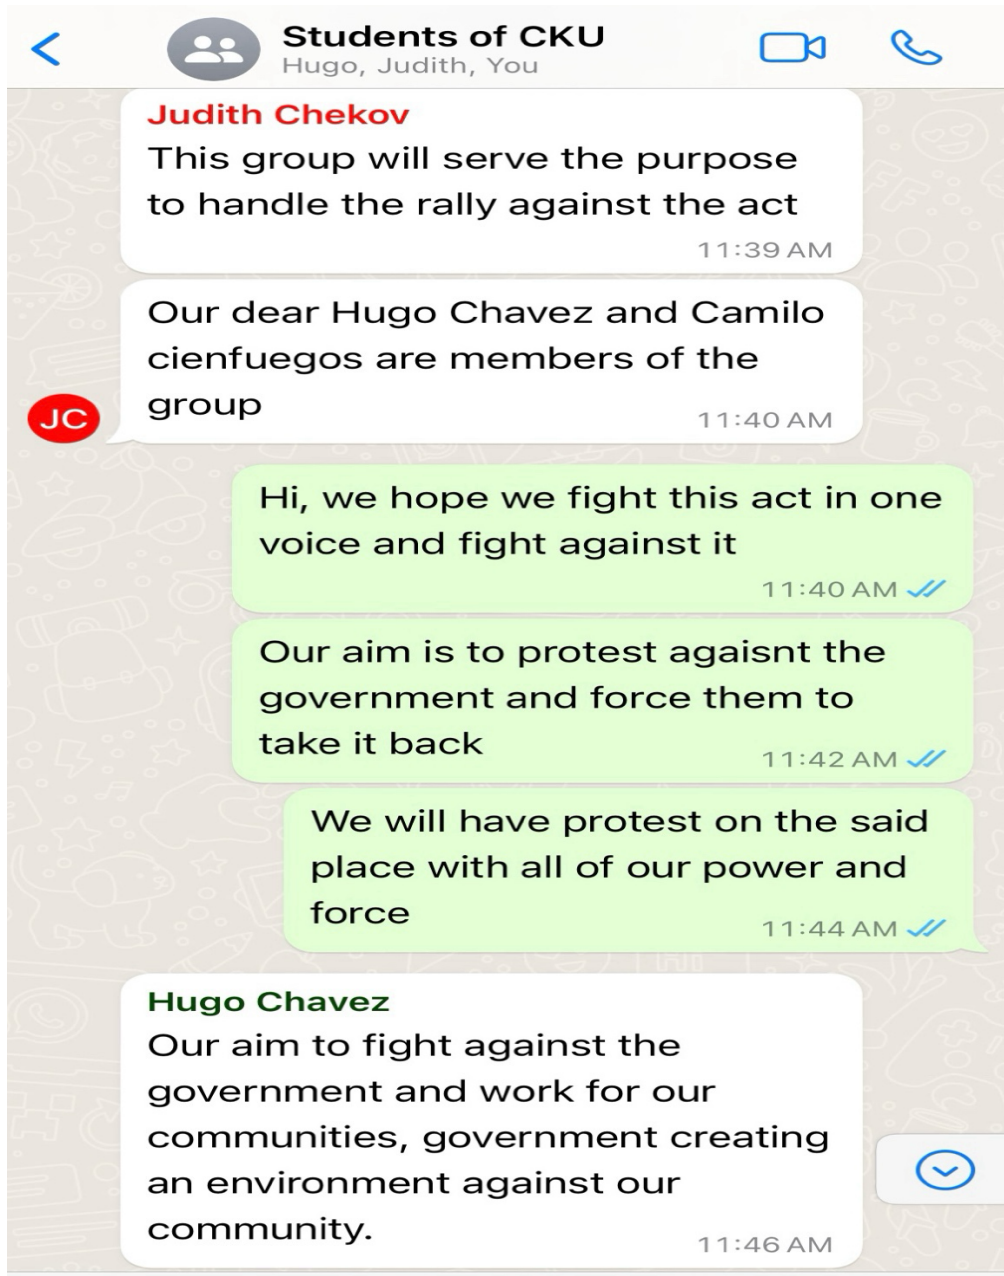 Students of CKU
Hugo, Judith, You
Judith Chekov
This group will serve the purpose
to handle the rally against the act
11:39 AM
Our dear Hugo Chavez and Camilo
cienfuegos are members of the
group
11:40 AM
JC
Hi, we hope we fight this act in one
voice and fight against it
11:40 AM
Our aim is to protest agaisnt the
government and force them to
take it back
11:42 AM
We will have protest on the said
place with all of our power and
force
11:44 AM
Hugo Chavez
Our aim to fight against the
government and work for our
communities, government creating
an environment against our
community.
11:46 AM